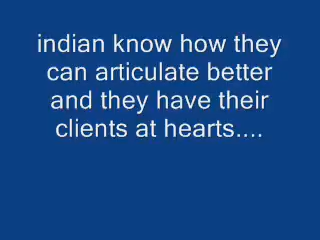 indian know how they
can articulate better
and they have their
clients at hearts....